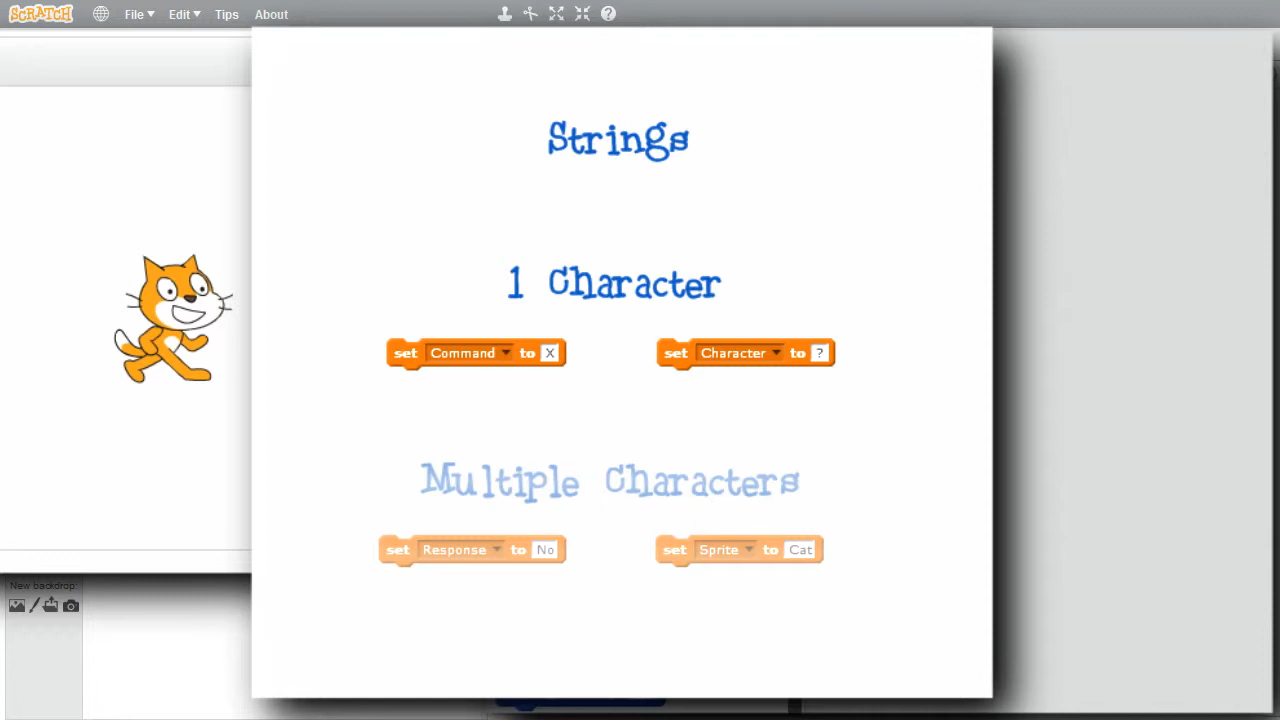 SCRATCH File Edit Tips About
Strings
1 Character
set Command to X
set Character to ?
Multiple Characters
set Response to No
set Sprite to Cat
New backdrop: